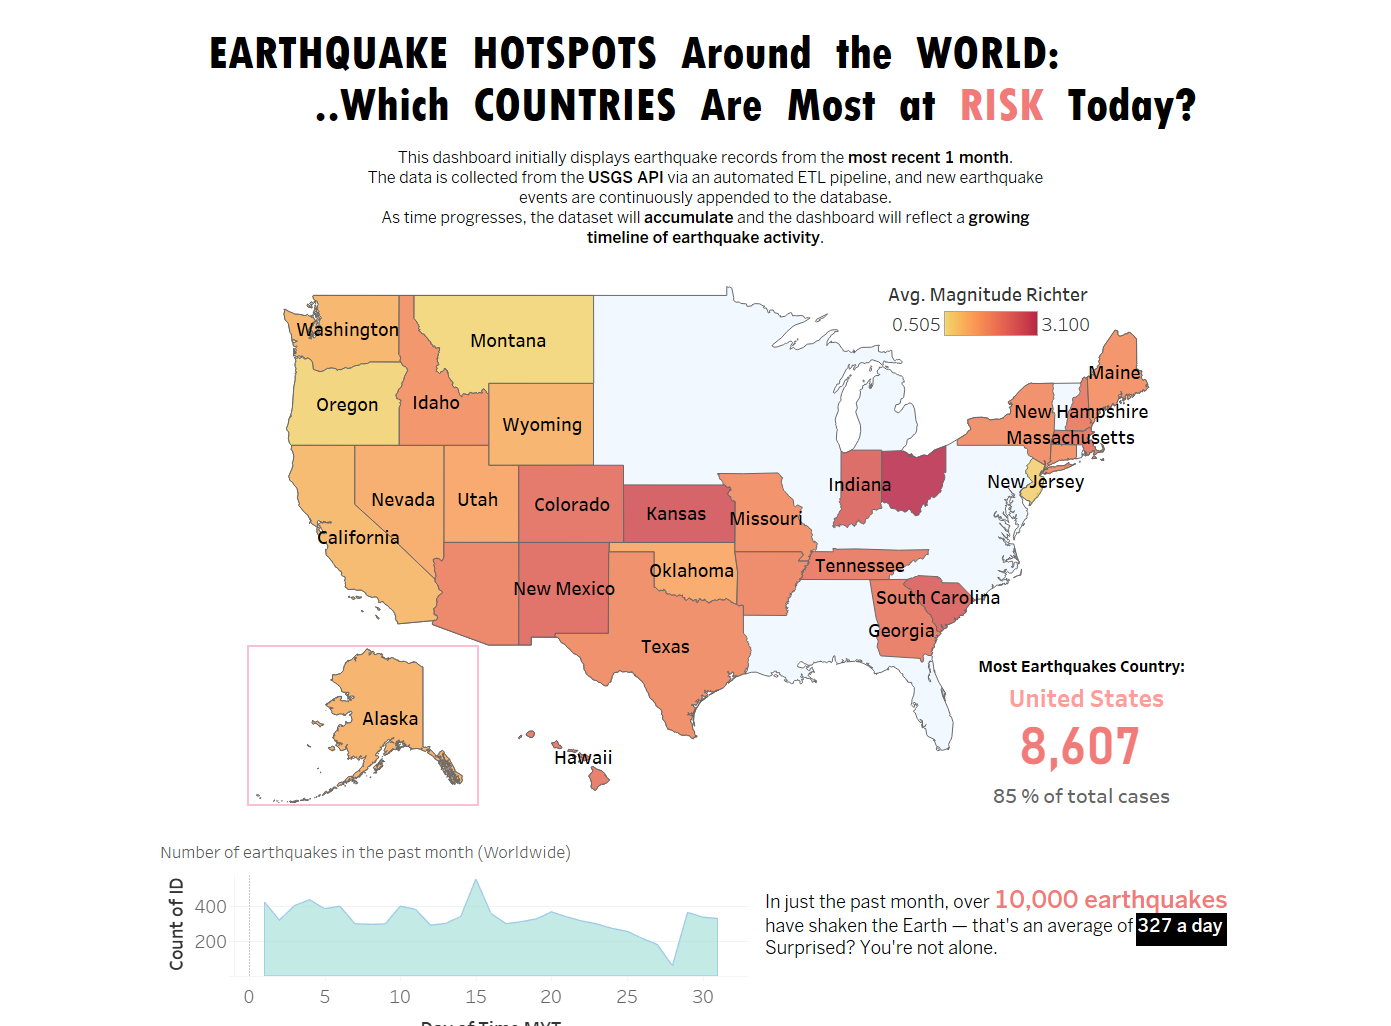 EARTHQUAKE HOTSPOTS Around the WORLD:
..Which COUNTRIES Are Most at RISK Today?
This dashboard initially displays earthquake records from the most recent 1 month.
The data is collected from the USGS API via an automated ETL pipeline, and new earthquake
events are continuously appended to the database.
As time progresses, the dataset will accumulate and the dashboard will reflect a growing
timeline of earthquake activity.
Avg. Magnitude Richter
0.505 3.100
Washington
Montana
Maine
Oregon
Idaho
New Hampshire
Wyoming
Massachusetts
Nevada
Utah
Colorado
Kansas
Missouri
Indiana
New Jersey
California
Oklahoma
Tennessee
New Mexico
South Carolina
Georgia
Texas
Alaska
Hawaii
Most Earthquakes Country:
United States
8,607
85 % of total cases
Number of earthquakes in the past month (Worldwide)
Count of ID
400
200
0 5 10 15 20 25 30
Day of Time MYT
In just the past month, over 10,000 earthquakes
have shaken the Earth — that's an average of 327 a day
Surprised? You're not alone.